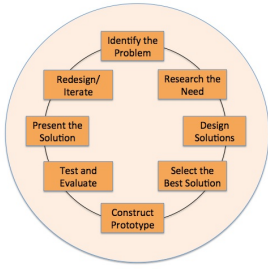 Identify the
Problem
Research the
Need
Design
Solutions
Select the
Best Solution
Construct
Prototype
Test and
Evaluate
Present the
Solution
Redesign/
Iterate